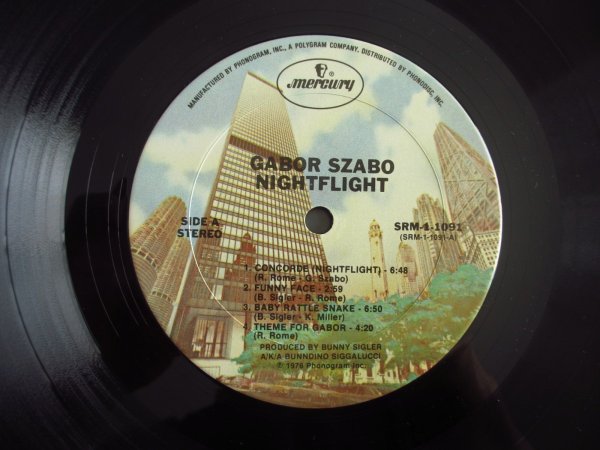 MANUFACTURED BY PHONOGRAM, INC., A POLYGRAM COMPANY, DISTRIBUTED BY PHONODISC, INC.
mercury
GABOR SZABO
NIGHTFLIGHT
SIDE A
STEREO
SRM-1-1091
(SRM-1-1091-A)
1. CONCORDE (NIGHTFLIGHT) - 6:48
(R. Rome - G. Szabo)
2. FUNNY FACE - 2:59
(B. Sigler - R. Rome)
3. BABY RATTLE SNAKE - 6:50
(B. Sigler - K. Miller)
4. THEME FOR GABOR - 4:20
(R. Rome)
PRODUCED BY BUNNY SIGLER
A/K/A BUNNDINO SIGGALUCCI
℗ 1976 Phonogram Inc.